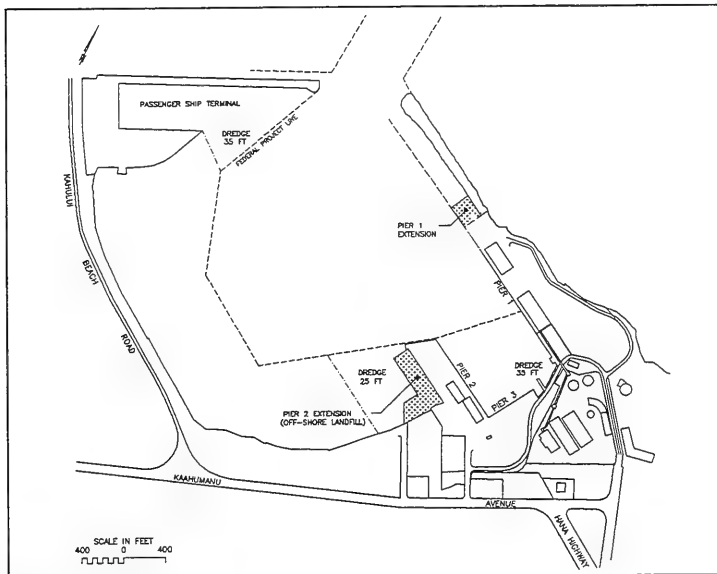 PASSENGER SHIP TERMINAL
DREDGE
35 FT
FEDERAL PROJECT LINE
KAHULUI
BEACH
ROAD
PIER 1
EXTENSION
PIER 1
DREDGE
25 FT
PIER 2
DREDGE
35 FT
PIER 3
PIER 2 EXTENSION
(OFF-SHORE LANDFILL)
KAAHUMANU
AVENUE
HANA HIGHWAY
SCALE IN FEET
400 0 400